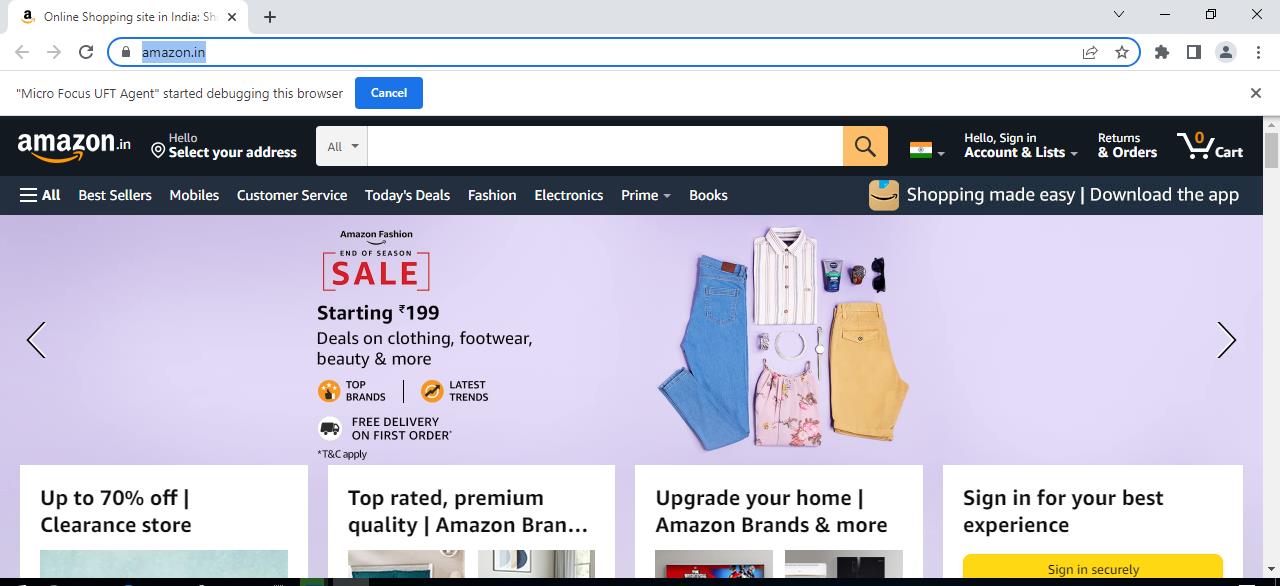 Online Shopping site in India: Sh
amazon.in
"Micro Focus UFT Agent" started debugging this browser
Cancel
amazon.in
Hello
Select your address
All
Hello, Sign in
Account & Lists
Returns
& Orders
0
Cart
All
Best Sellers
Mobiles
Customer Service
Today's Deals
Fashion
Electronics
Prime
Books
Shopping made easy | Download the app
Amazon Fashion
END OF SEASON
SALE
Starting ₹199
Deals on clothing, footwear,
beauty & more
TOP
BRANDS
LATEST
TRENDS
FREE DELIVERY
ON FIRST ORDER*
*T&C apply
Up to 70% off |
Clearance store
Top rated, premium
quality | Amazon Bran...
Upgrade your home |
Amazon Brands & more
Sign in for your best
experience
Sign in securely